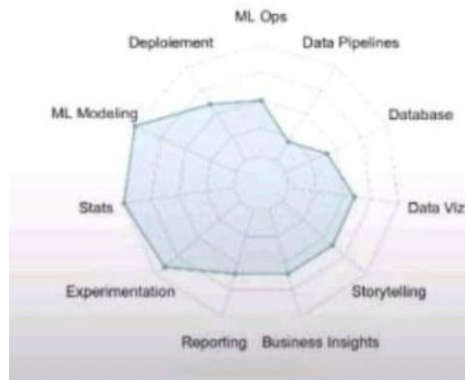 ML Ops
Deploiement
Data Pipelines
ML Modeling
Database
Stats
Data Viz
Experimentation
Storytelling
Reporting
Business Insights